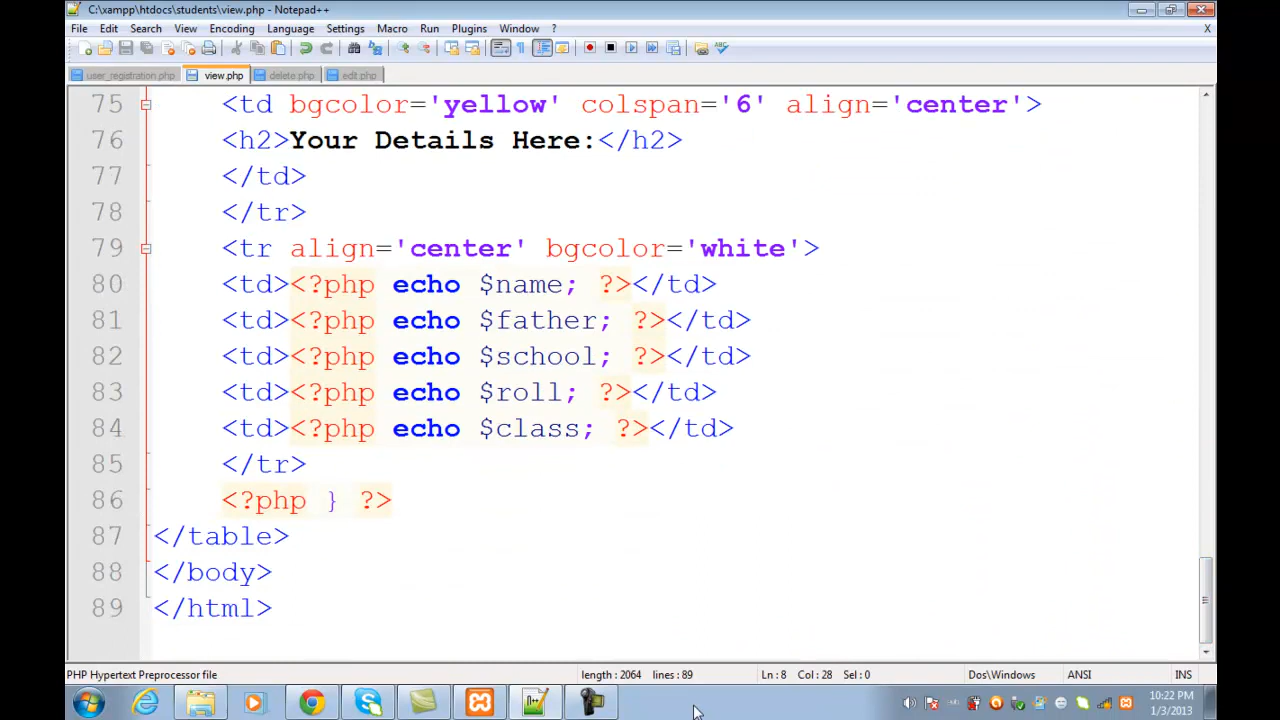 C:\xampp\htdocs\students\view.php - Notepad++
File Edit Search View Encoding Language Settings Macro Run Plugins Window ? X
user_registration.php view.php delete.php edit.php
75 <td bgcolor='yellow' colspan='6' align='center'>
76 <h2>Your Details Here:</h2>
77 </td>
78 </tr>
79 <tr align='center' bgcolor='white'>
80 <td><?php echo $name; ?></td>
81 <td><?php echo $father; ?></td>
82 <td><?php echo $school; ?></td>
83 <td><?php echo $roll; ?></td>
84 <td><?php echo $class; ?></td>
85 </tr>
86 <?php } ?>
87 </table>
88 </body>
89 </html>
PHP Hypertext Preprocessor file length : 2064 lines : 89 Ln : 8 Col : 28 Sel : 0 Dos\Windows ANSI INS
10:22 PM
1/3/2013